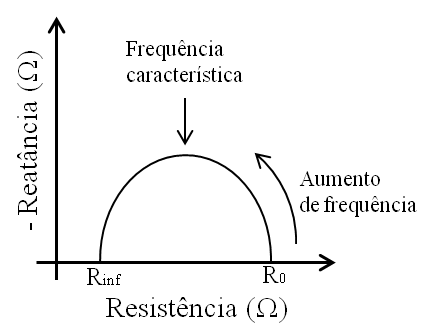 Frequência
característica
- Reatância (Ω)
Aumento
de frequência
Rinf
R0
Resistência (Ω)